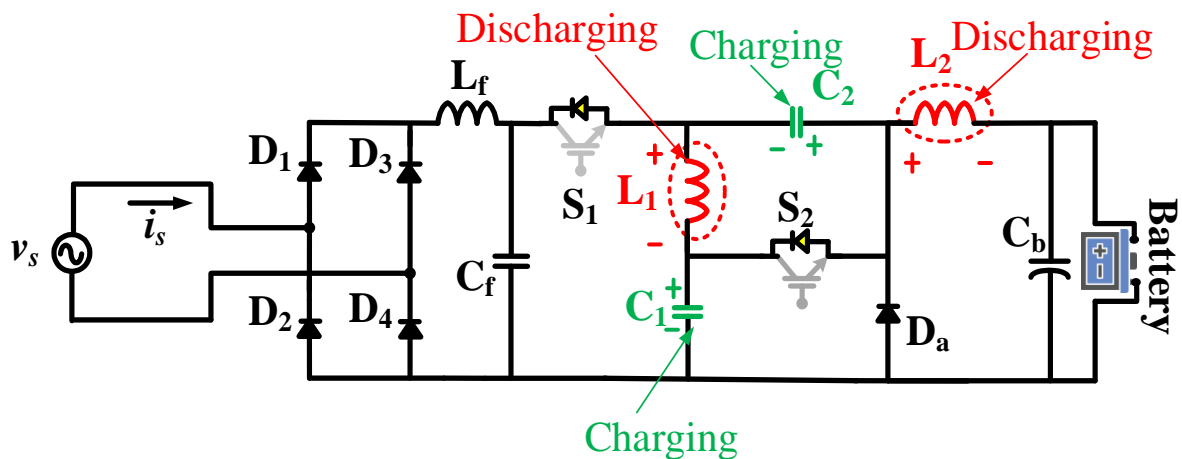 Discharging
Charging
Discharging
L2
C2
Lf
D1
D3
S1
L1
S2
vs
is
Cf
Cb
Battery
D2
D4
C1
Da
Charging
+
-
-
+
+
-
+
-
+
-